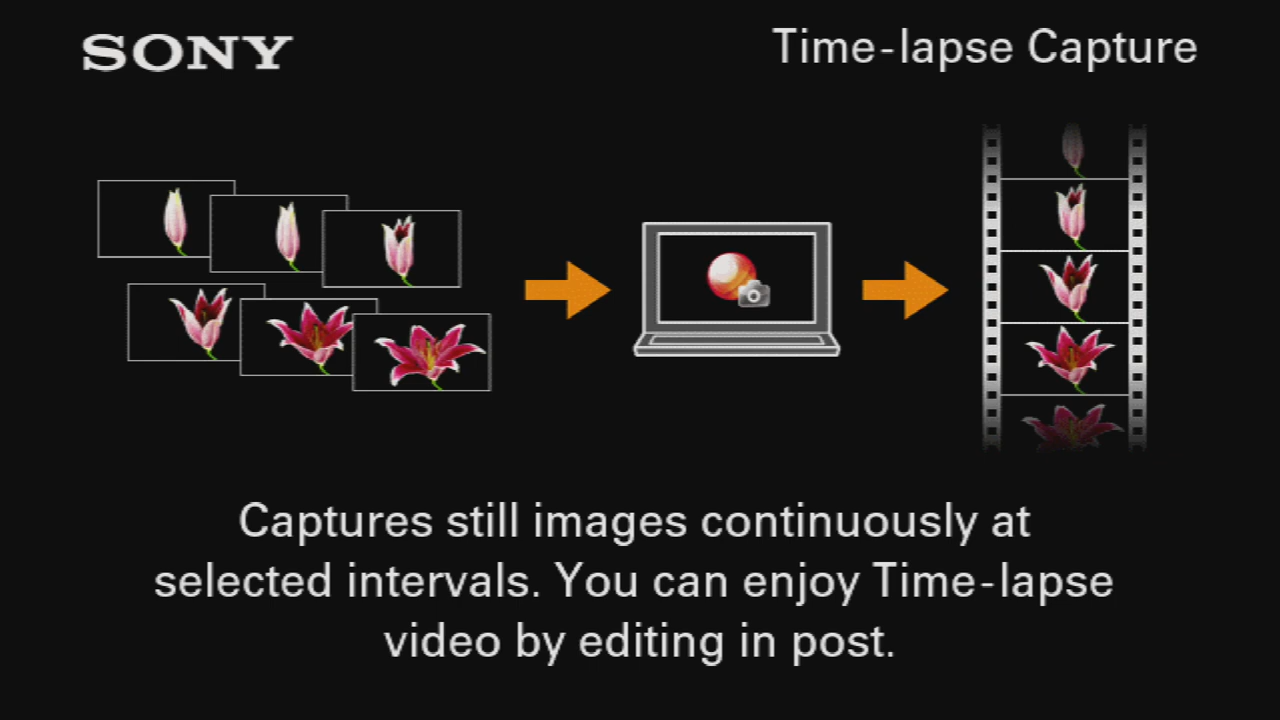 SONY
Time-lapse Capture
Captures still images continuously at
selected intervals. You can enjoy Time-lapse
video by editing in post.